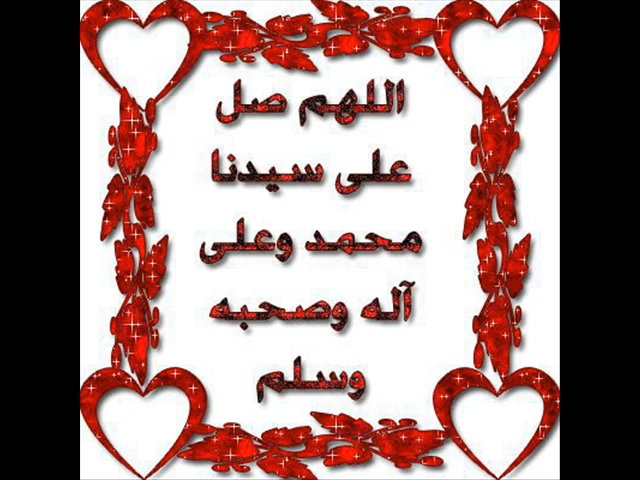 اللهم صل
على سيدنا
محمد وعلى
آله وصحبه
وسلم